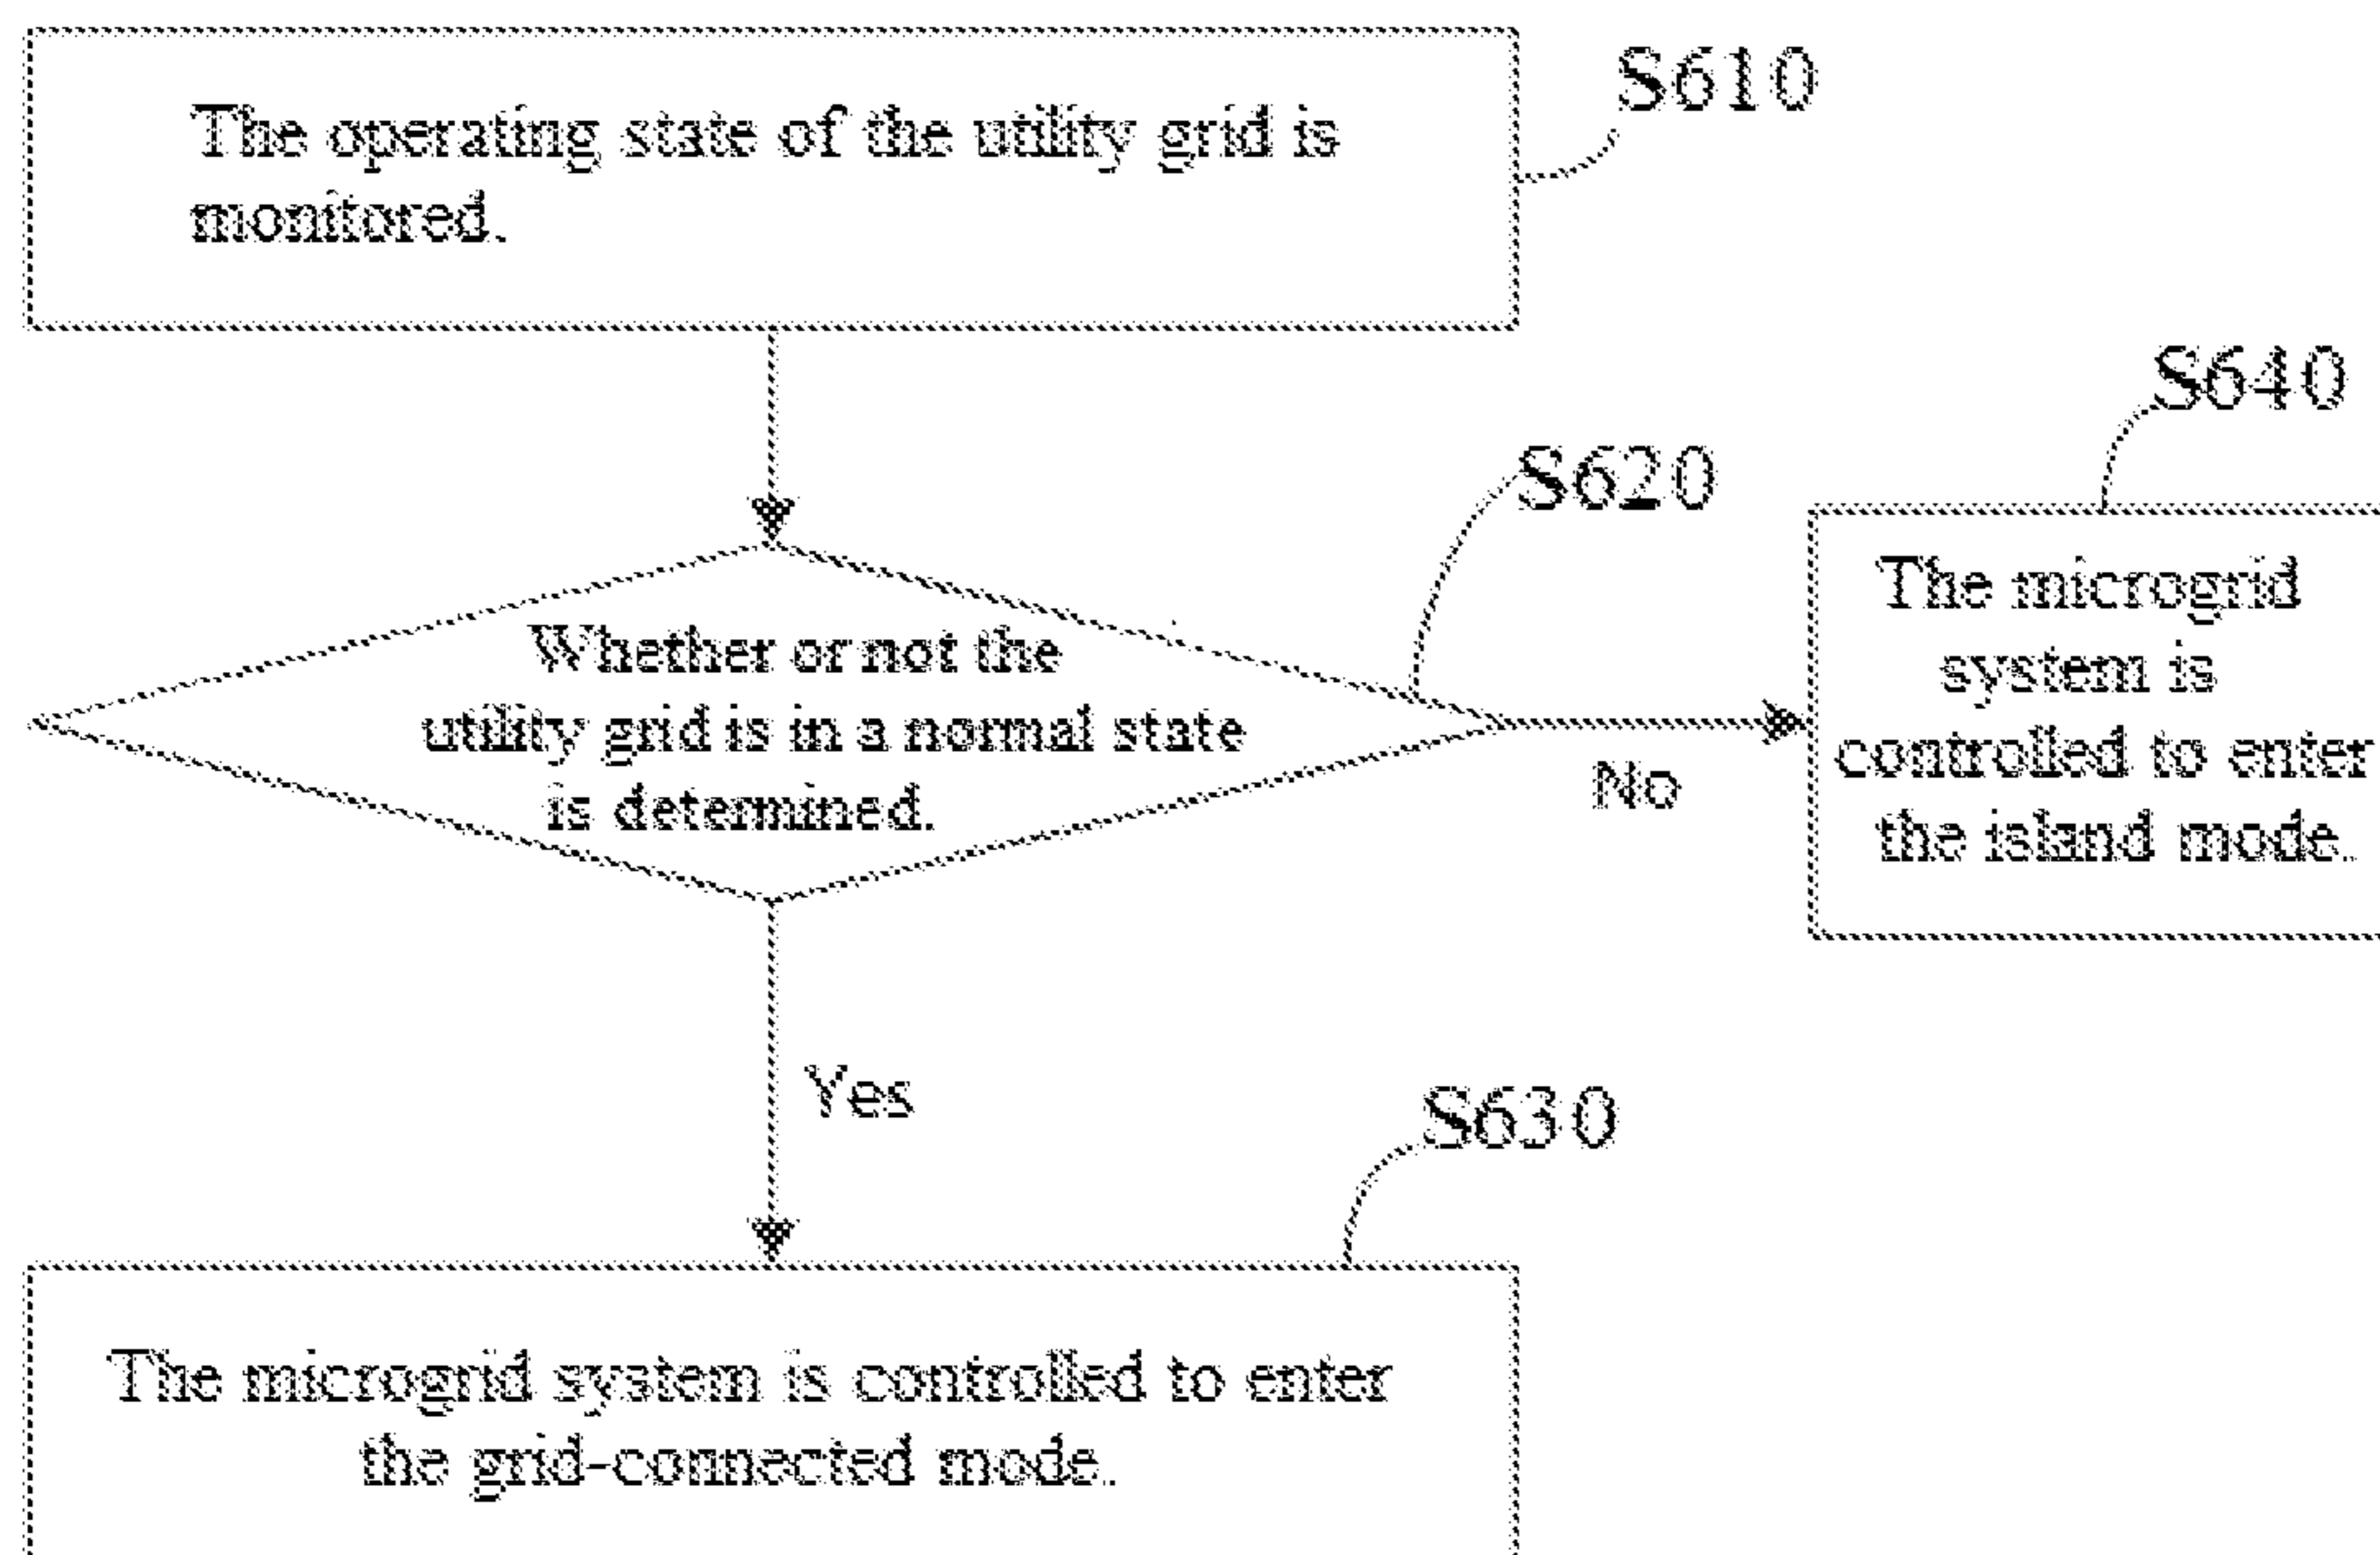 The operating state of the utility grid is
monitored.
S610
Whether or not the
utility grid is in a normal state
is determined.
S620
No
The microgrid
system is
controlled to enter
the island mode.
S640
Yes
S630
The microgrid system is controlled to enter
the grid-connected mode.